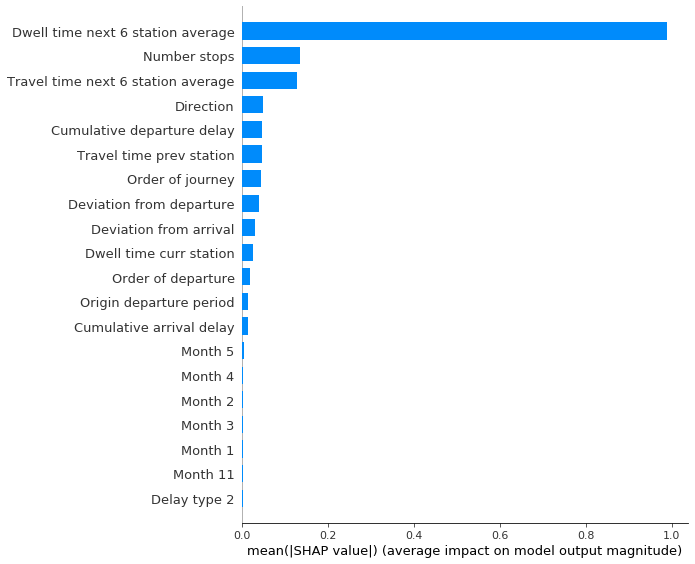 Dwell time next 6 station average
Number stops
Travel time next 6 station average
Direction
Cumulative departure delay
Travel time prev station
Order of journey
Deviation from departure
Deviation from arrival
Dwell time curr station
Order of departure
Origin departure period
Cumulative arrival delay
Month 5
Month 4
Month 2
Month 3
Month 1
Month 11
Delay type 2
0.0 0.2 0.4 0.6 0.8 1.0
mean(|SHAP value|) (average impact on model output magnitude)